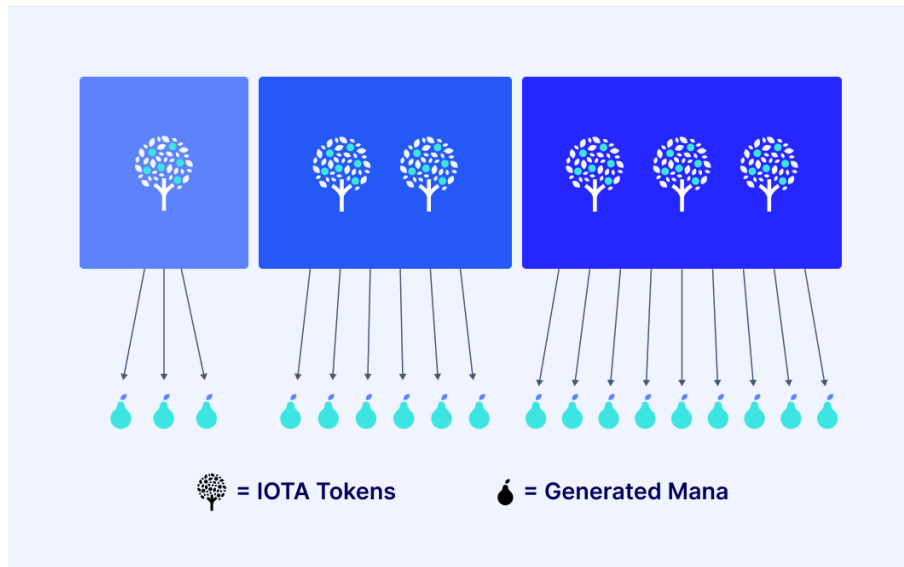 = IOTA Tokens
= Generated Mana